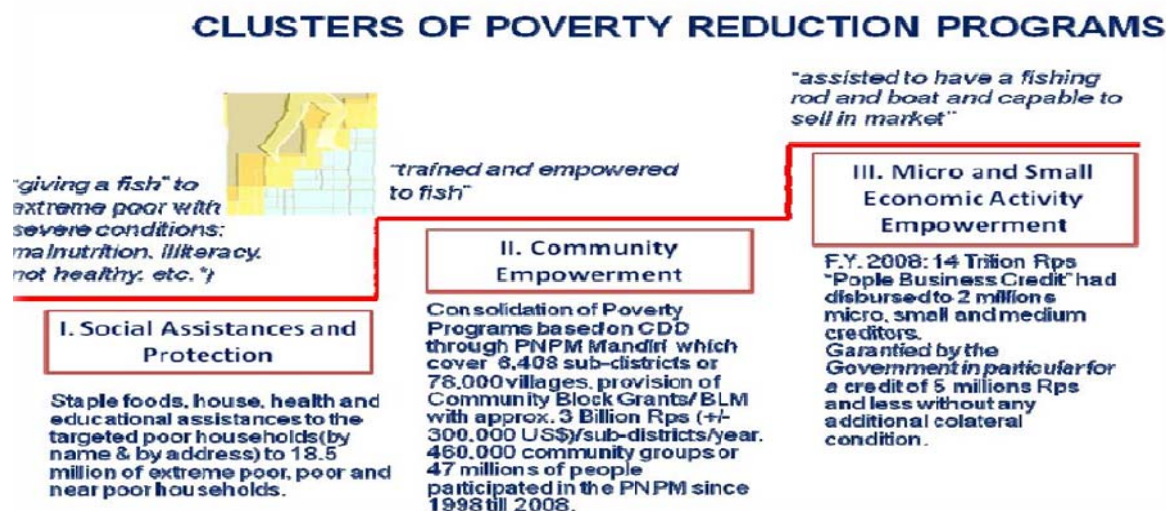 CLUSTERS OF POVERTY REDUCTION PROGRAMS
"giving a fish" to
extreme poor with
severe conditions:
malnutrition, illiteracy,
not healthy, etc. ")
I. Social Assistances and
Protection
Staple foods, house, health and
educational assistances to the
targeted poor households(by
name & by address) to 18.5
million of extreme poor, poor and
near poor households.
"trained and empowered
to fish"
II. Community
Empowerment
Consolidation of Poverty
Programs based on CDD
through PNPM Mandiri which
cover 6,408 sub-districts or
78,000 villages, provision of
Community Block Grants/ BLM
with approx. 3 Billion Rps (+/-
300,000 US$)/sub-districts/year.
460,000 community groups or
47 millions of people
participated in the PNPM since
1998 till 2008.
"assisted to have a fishing
rod and boat and capable to
sell in market"
III. Micro and Small
Economic Activity
Empowerment
F.Y. 2008: 14 Trilion Rps
"Pople Business Credit" had
disbursed to 2 millions
micro, small and medium
creditors.
Garantied by the
Government in particular for
a credit of 5 millions Rps
and less without any
additional colateral
condition.